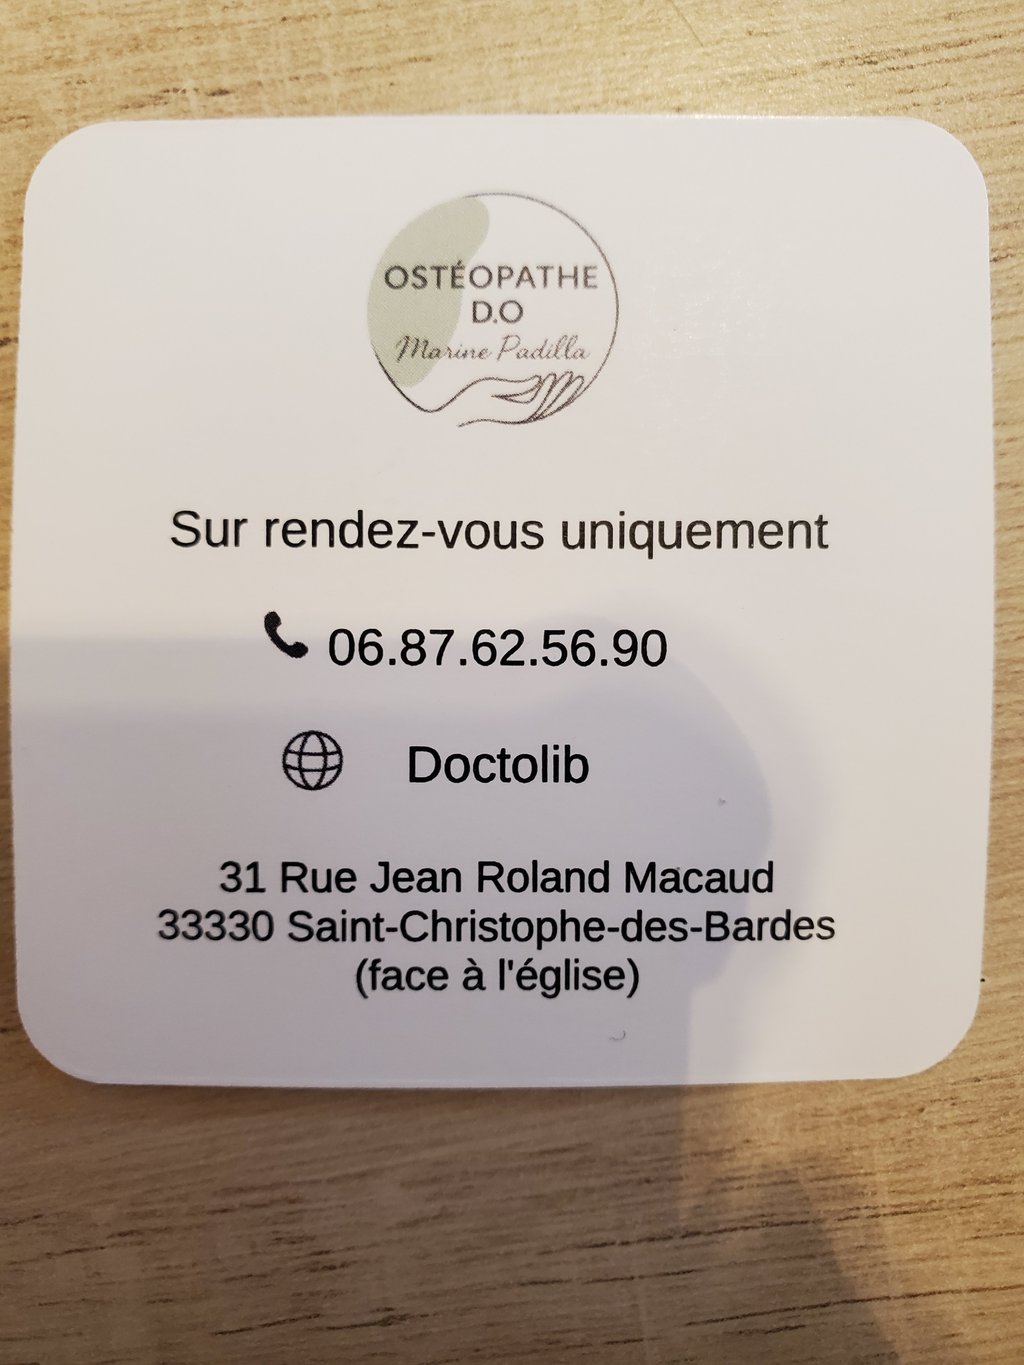 OSTÉOPATHE
D.O
Marine Padilla
Sur rendez-vous uniquement
06.87.62.56.90
Doctolib
31 Rue Jean Roland Macaud
33330 Saint-Christophe-des-Bardes
(face à l'église)